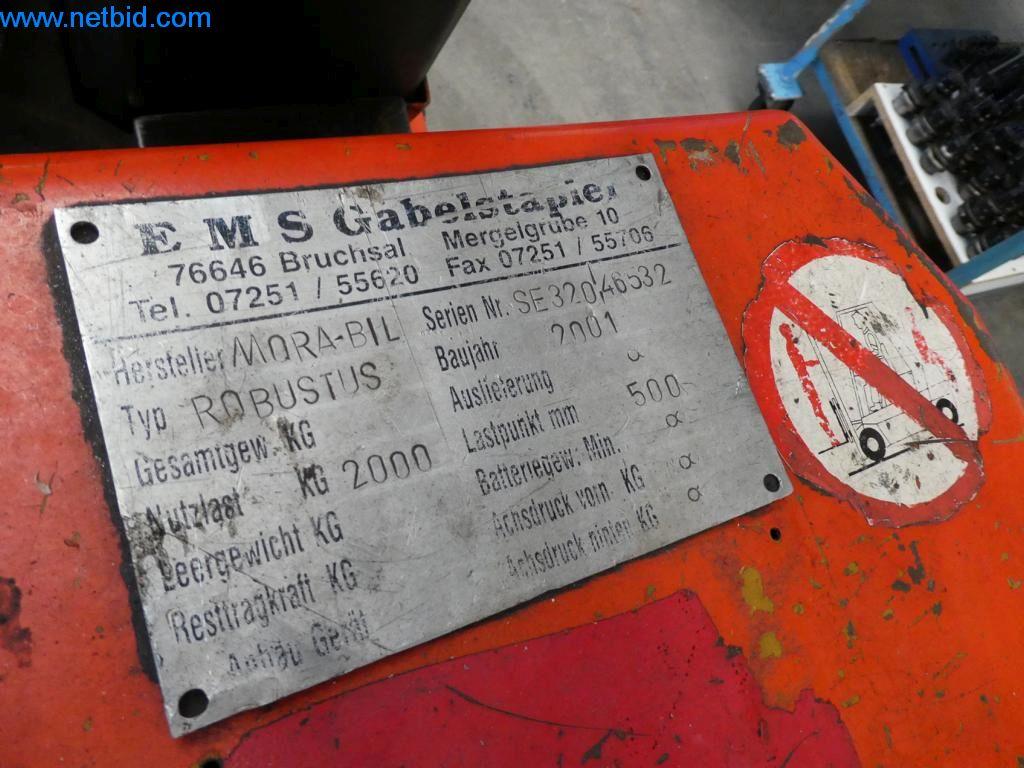 www.netbid.com
E M S Gabelstapler
76646 Bruchsal Mergelgrube 10
Tel. 07251 / 55620 Fax 07251 / 55706
Hersteller MORA-BIL Serien Nr. SE32046532
Typ ROBUSTUS Baujahr 2001
Gesamtgew. KG Auslieferung α
Nutzlast KG 2000 Lastpunkt mm 500
Leergewicht KG Batteriegew. Min. α
Resttragkraft KG Achsdruck vorn KG α
Anbau Gerät Achsdruck hinten KG α